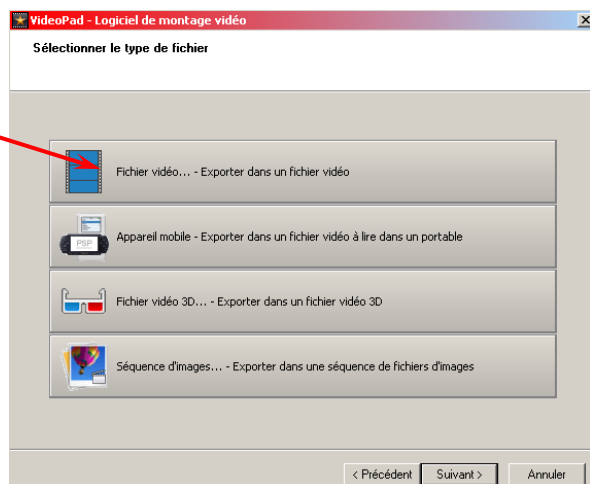 VideoPad - Logiciel de montage vidéo
Sélectionner le type de fichier
Fichier vidéo... - Exporter dans un fichier vidéo
PSP
Appareil mobile - Exporter dans un fichier vidéo à lire dans un portable
Fichier vidéo 3D... - Exporter dans un fichier vidéo 3D
Séquence d'images... - Exporter dans une séquence de fichiers d'images
< Précédent Suivant > Annuler